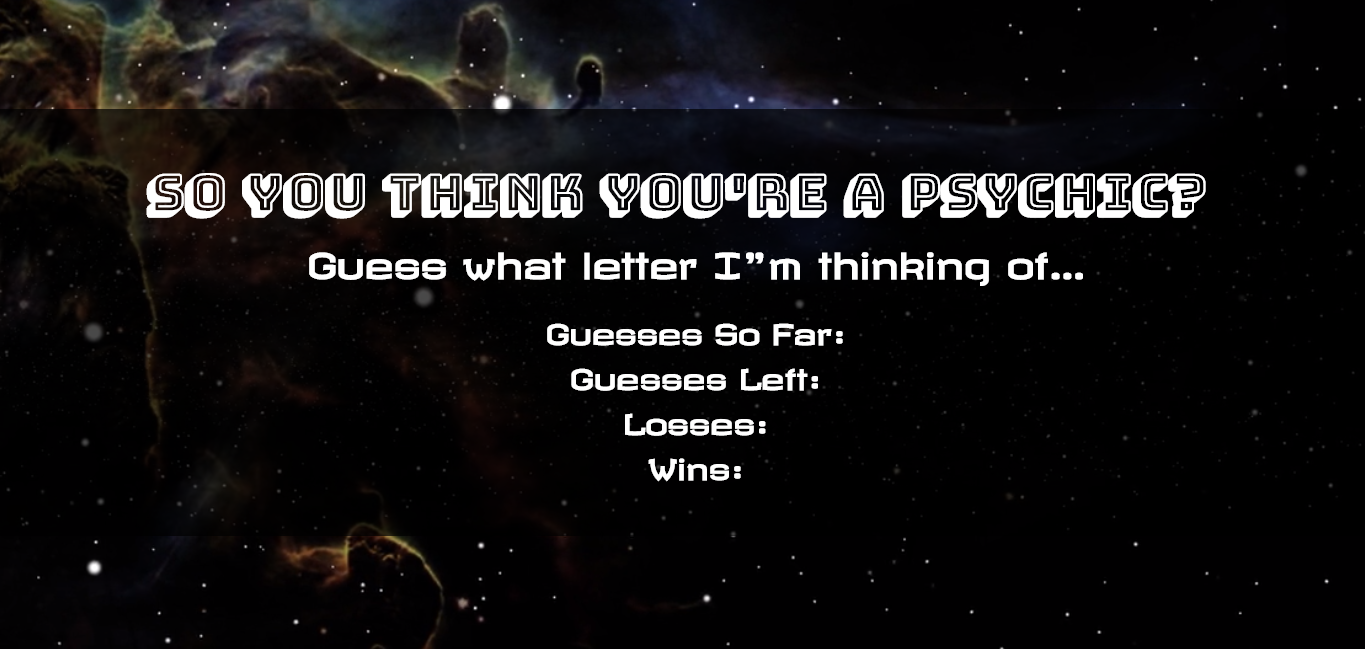 SO YOU THINK YOU'RE A PSYCHIC?
Guess what letter I”m thinking of...
Guesses So Far:
Guesses Left:
Losses:
Wins: